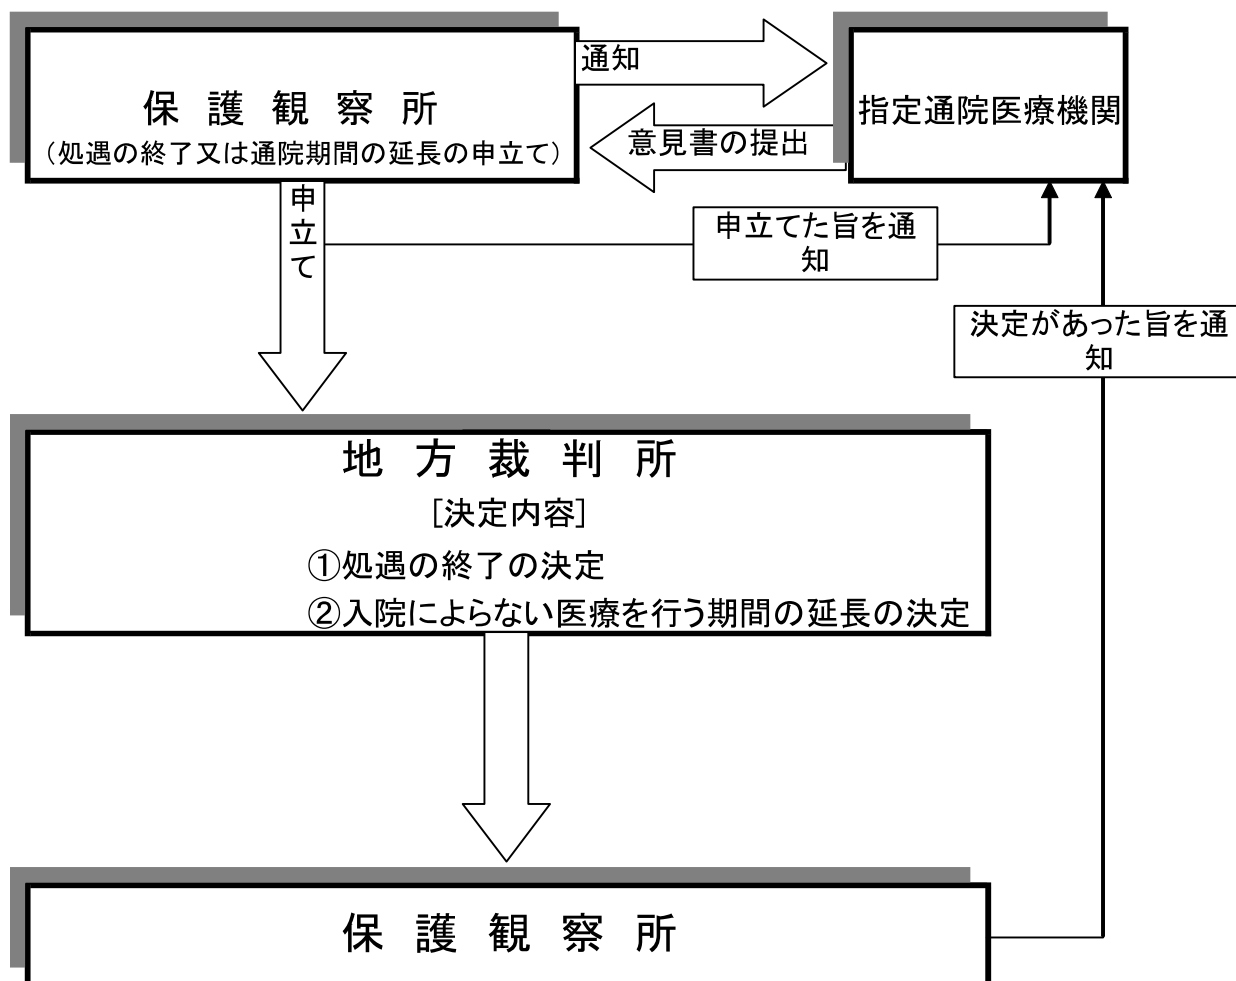 保護観察所
（処遇の終了又は通院期間の延長の申立て）
通知
意見書の提出
指定通院医療機関
申立て
申立てた旨を通
知
決定があった旨を通
知
地方裁判所
［決定内容］
①処遇の終了の決定
②入院によらない医療を行う期間の延長の決定
保護観察所